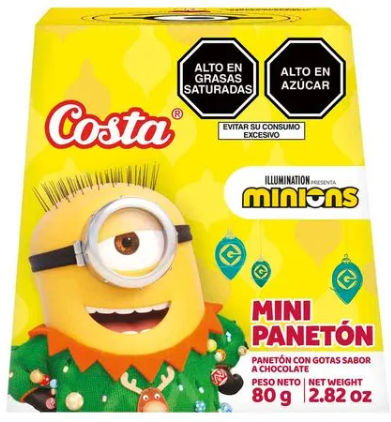 ALTO EN
GRASAS
SATURADAS
ALTO EN
AZÚCAR
EVITAR SU CONSUMO
EXCESIVO
Costa®
ILLUMINATION PRESENTA
minions
G
G
G
MINI
PANETÓN
PANETÓN CON GOTAS SABOR
A CHOCOLATE
PESO NETO | NET WEIGHT
80 g | 2.82 oz